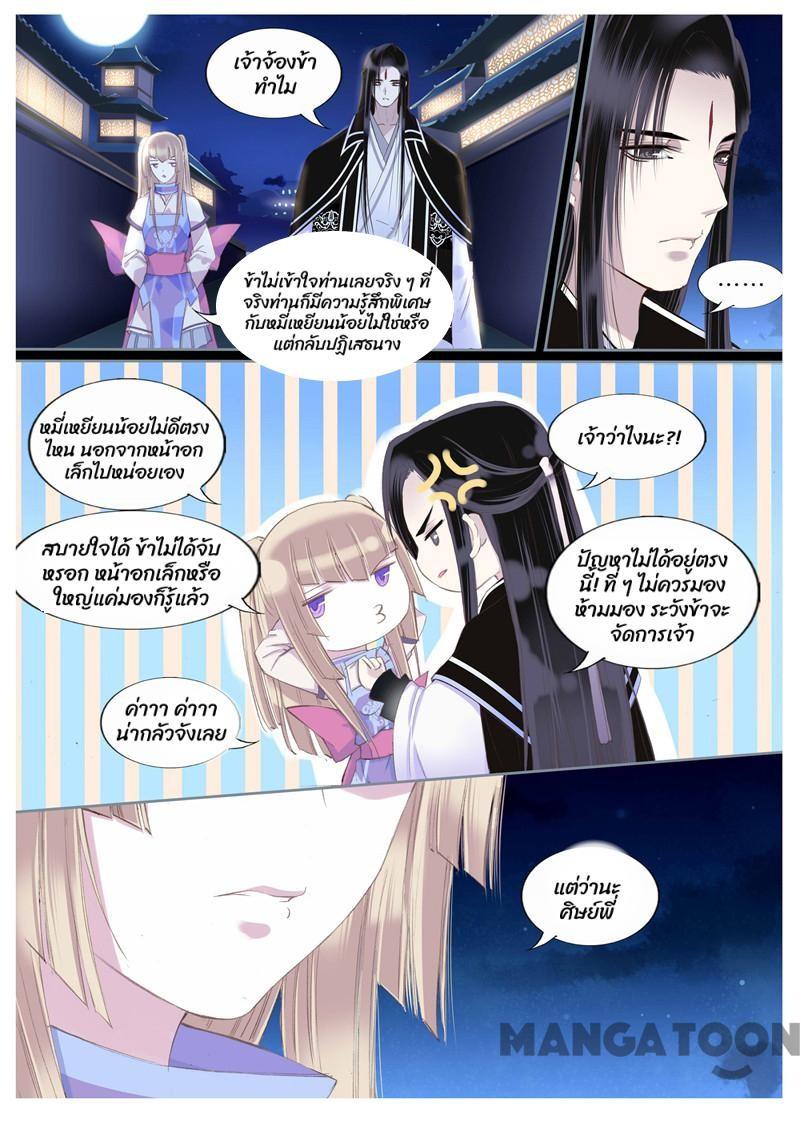 เจ้าจ้องข้า
ทำไม
ข้าไม่เข้าใจท่านเลยจริง ๆ ที่
จริงท่านก็มีความรู้สึกพิเศษ
กับหมี่เหยียนน้อยไม่ใช่หรือ
แต่กลับปฏิเสธนาง
......
หมี่เหยียนน้อยไม่ดีตรง
ไหน นอกจากหน้าอก
เล็กไปหน่อยเอง
เจ้าว่าไงนะ?!
สบายใจได้ ข้าไม่ได้จับ
หรอก หน้าอกเล็กหรือ
ใหญ่แค่มองก็รู้แล้ว
ปัญหาไม่ได้อยู่ตรง
นี้! ที่ ๆ ไม่ควรมอง
ห้ามมอง ระวังข้าจะ
จัดการเจ้า
ค่าาา ค่าาา
น่ากลัวจังเลย
แต่ว่านะ
ศิษย์พี่
MANGATOON